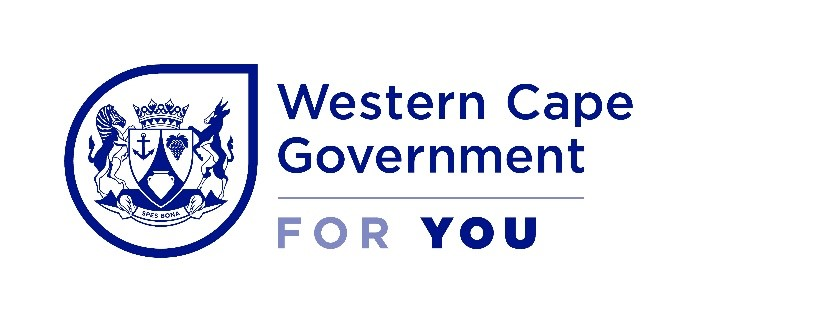 SPES BONA
Western Cape
Government
FOR YOU